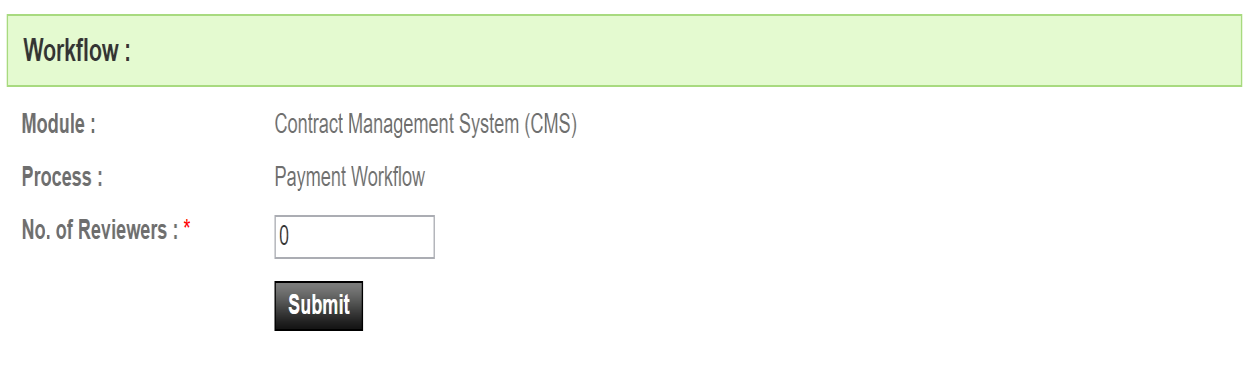 Workflow :
Module : Contract Management System (CMS)
Process : Payment Workflow
No. of Reviewers : * 0
Submit